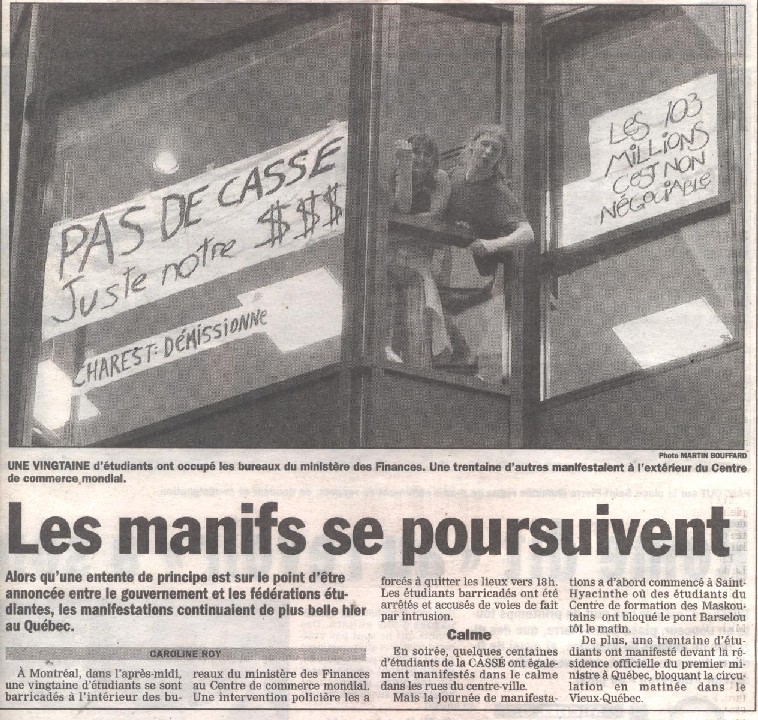 PAS DE CASSE
Juste notre $$$
CHAREST: DÉMISSIONNE
LES 103
MILLIONS
C'EST NON
NÉGOCIABLE
Photo MARTIN BOUFFARD
UNE VINGTAINE d'étudiants ont occupé les bureaux du ministère des Finances. Une trentaine d'autres manifestaient à l'extérieur du Centre
de commerce mondial.
Les manifs se poursuivent
Alors qu'une entente de principe est sur le point d'être
annoncée entre le gouvernement et les fédérations étu-
diantes, les manifestations continuaient de plus belle hier
au Québec.
CAROLINE ROY
À Montréal, dans l'après-midi,
une vingtaine d'étudiants se sont
barricadés à l'intérieur des bu-
reaux du ministère des Finances
au Centre de commerce mondial.
Une intervention policière les a
forcés à quitter les lieux vers 18h.
Les étudiants barricadés ont été
arrêtés et accusés de voies de fait
par intrusion.
Calme
En soirée, quelques centaines
d'étudiants de la CASSÉ ont égale-
ment manifestés dans le calme
dans les rues du centre-ville.
Mais la journée de manifesta-
tions a d'abord commencé à Saint-
Hyacinthe où des étudiants du
Centre de formation des Maskou-
tains ont bloqué le pont Barselou
tôt le matin.
De plus, une trentaine d'étu-
diants ont manifesté devant la ré-
sidence officielle du premier mi-
nistre à Québec, bloquant la circu-
lation en matinée dans le
Vieux-Québec.